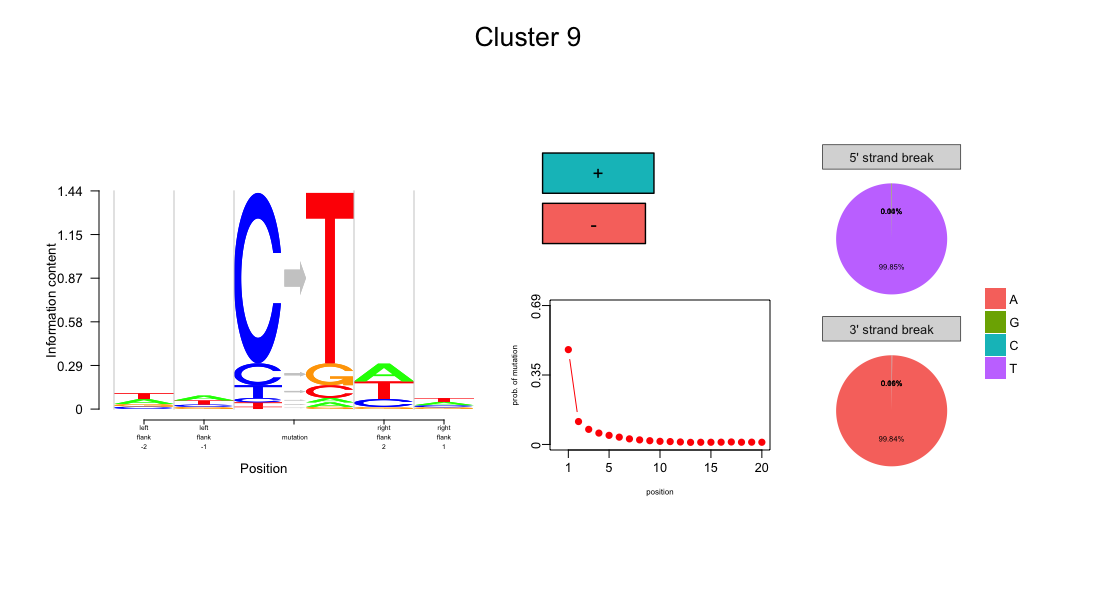 Cluster 9
Information content
1.44
1.15
0.87
0.58
0.29
0
C T
C G A
T C T
left flank -2
left flank -1
mutation
right flank 2
right flank 1
Position
+
-
prob. of mutation
0.69
0.35
0
1 5 10 15 20
position
5' strand break
99.85%
3' strand break
99.84%
A
G
C
T